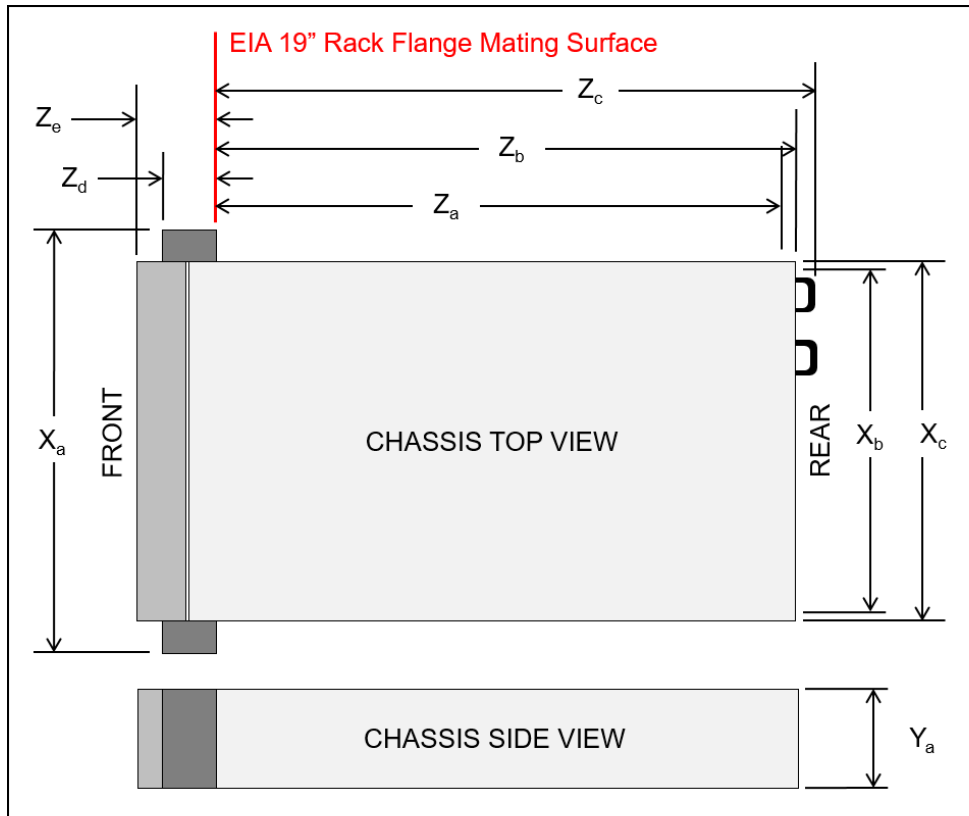 EIA 19” Rack Flange Mating Surface
Zc
Ze
Zb
Zd
Za
FRONT
Xa
CHASSIS TOP VIEW
REAR
Xb
Xc
CHASSIS SIDE VIEW
Ya